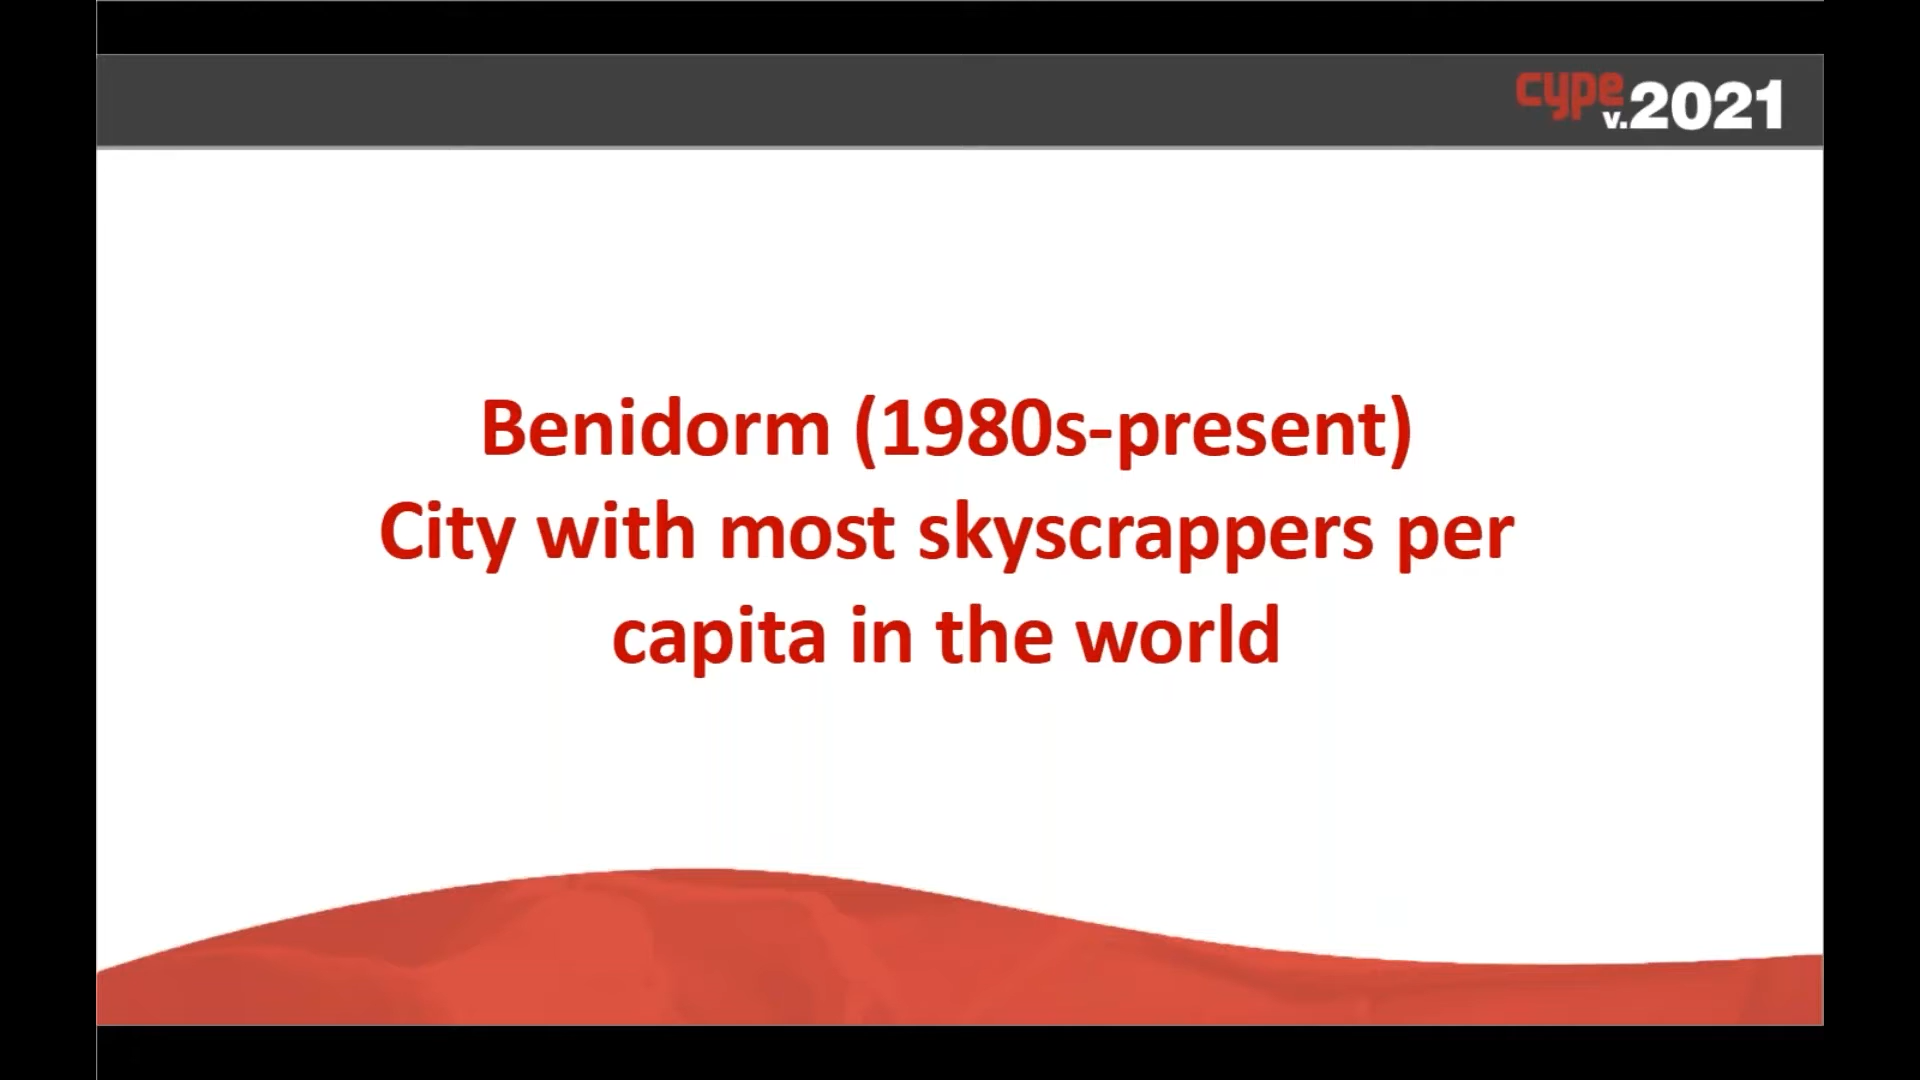 cype
v.2021
Benidorm (1980s-present)
City with most skyscrappers per
capita in the world